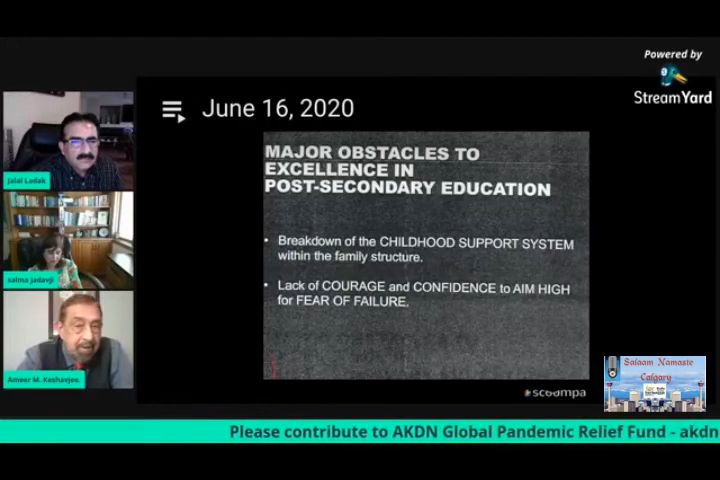 Powered by
StreamYard
June 16, 2020
MAJOR OBSTACLES TO
EXCELLENCE IN
POST-SECONDARY EDUCATION
• Breakdown of the CHILDHOOD SUPPORT SYSTEM
within the family structure.
• Lack of COURAGE and CONFIDENCE to AIM HIGH
for FEAR OF FAILURE.
scoompa
Jalal Ladak
salma jadavji
Ameer M. Keshavjee.
Salaam Namaste
Calgary
Please contribute to AKDN Global Pandemic Relief Fund - akdn